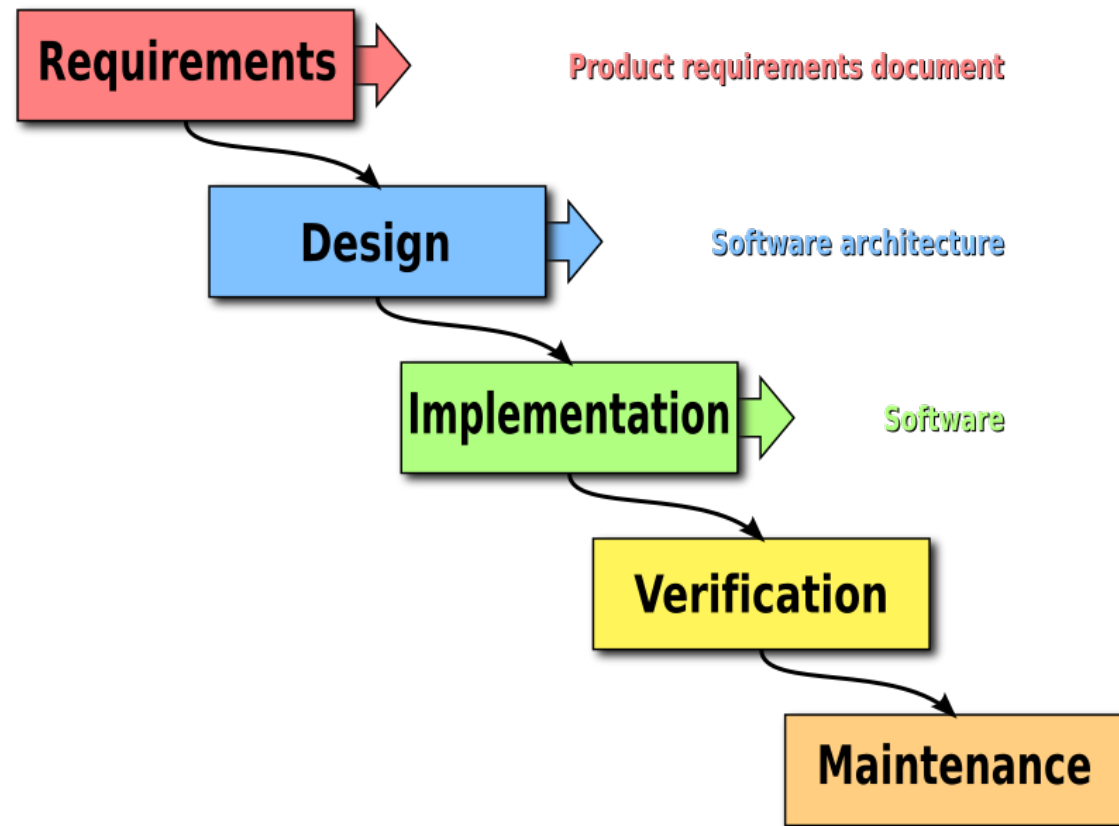 Requirements
Product requirements document
Design
Software architecture
Implementation
Software
Verification
Maintenance